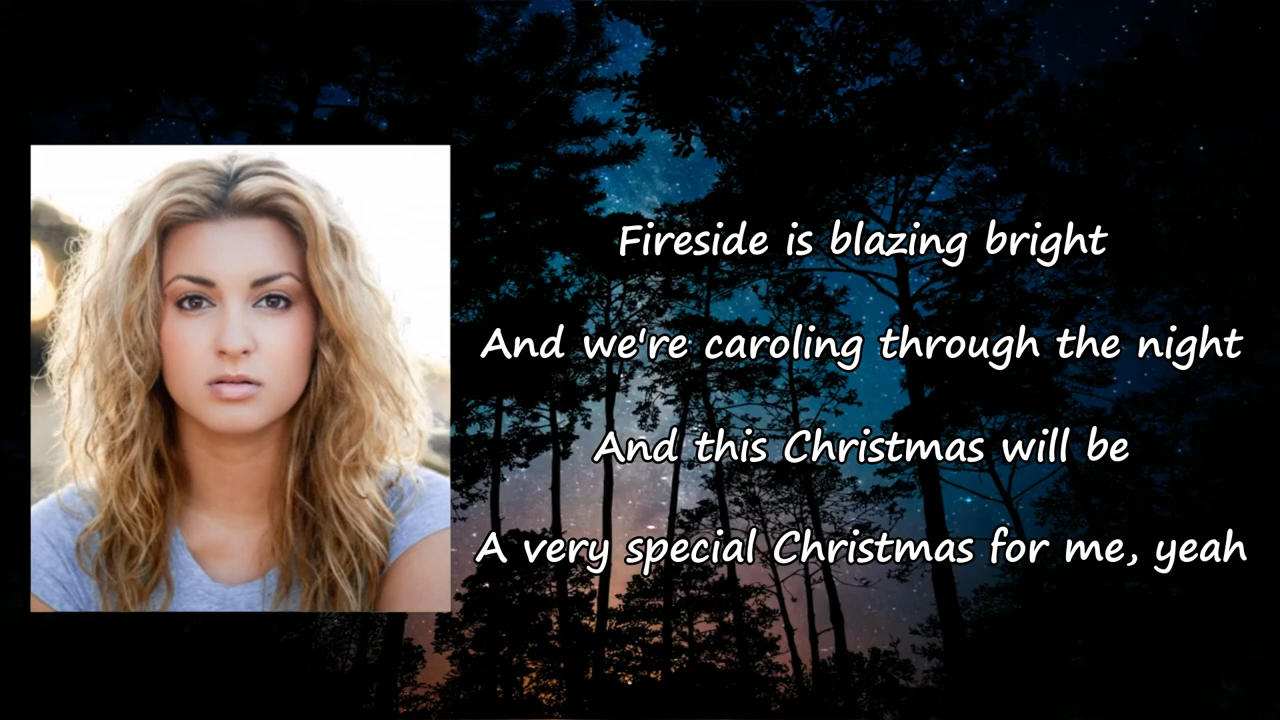 Fireside is blazing bright
And we're caroling through the night
And this Christmas will be
A very special Christmas for me, yeah